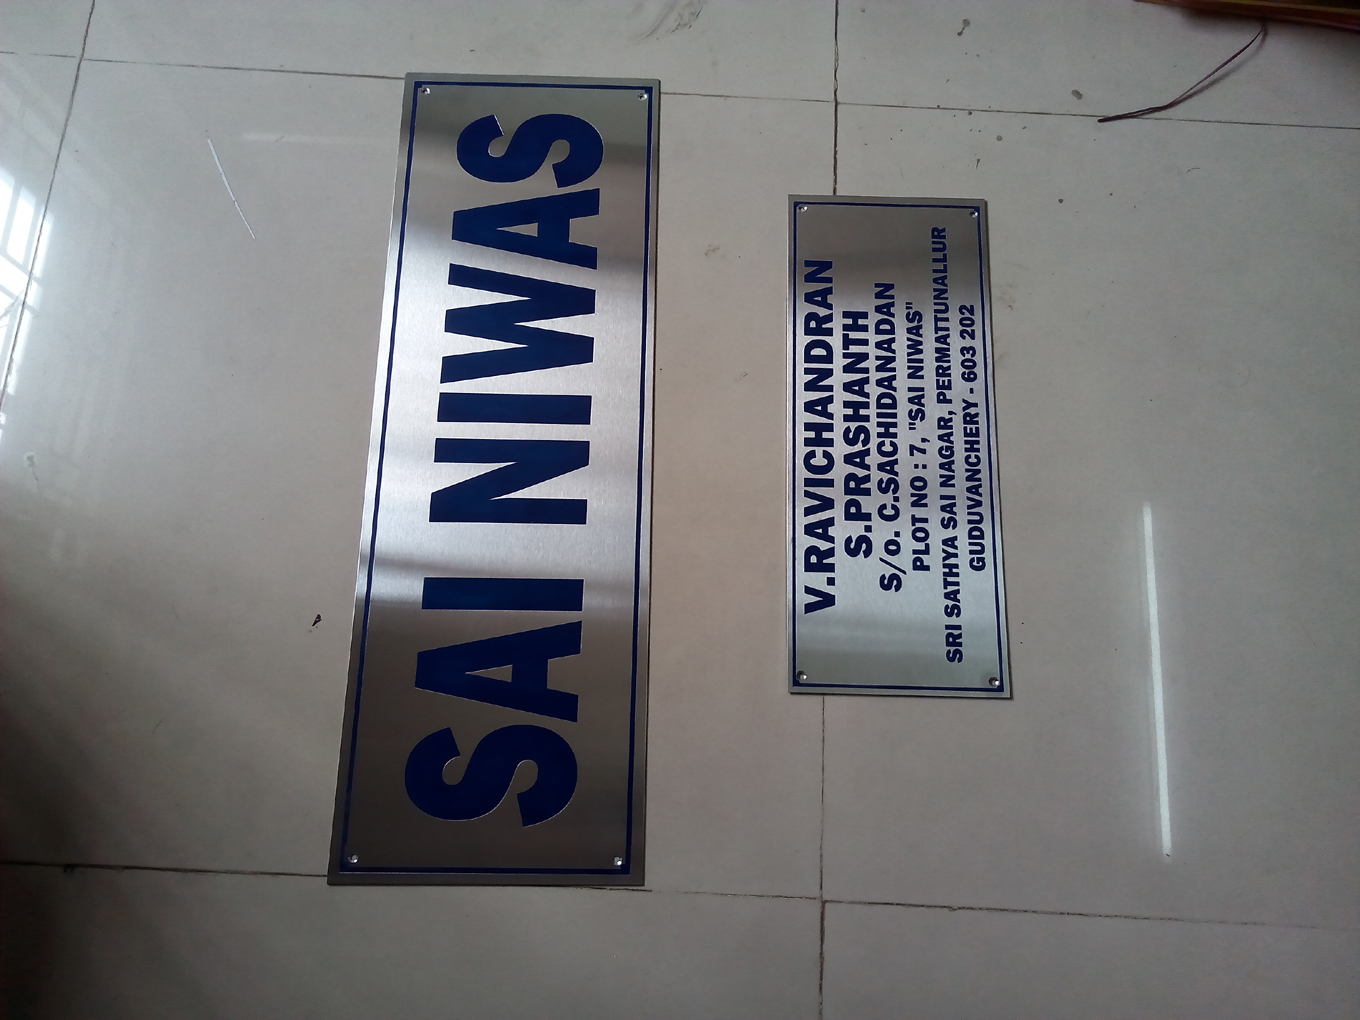 SAI NIWAS
V.RAVICHANDRAN
S.PRASHANTH
S/o. C.SACHIDANADAN
PLOT NO : 7, "SAI NIWAS"
SRI SATHYA SAI NAGAR, PERMATTUNALLUR
GUDUVANCHERY - 603 202